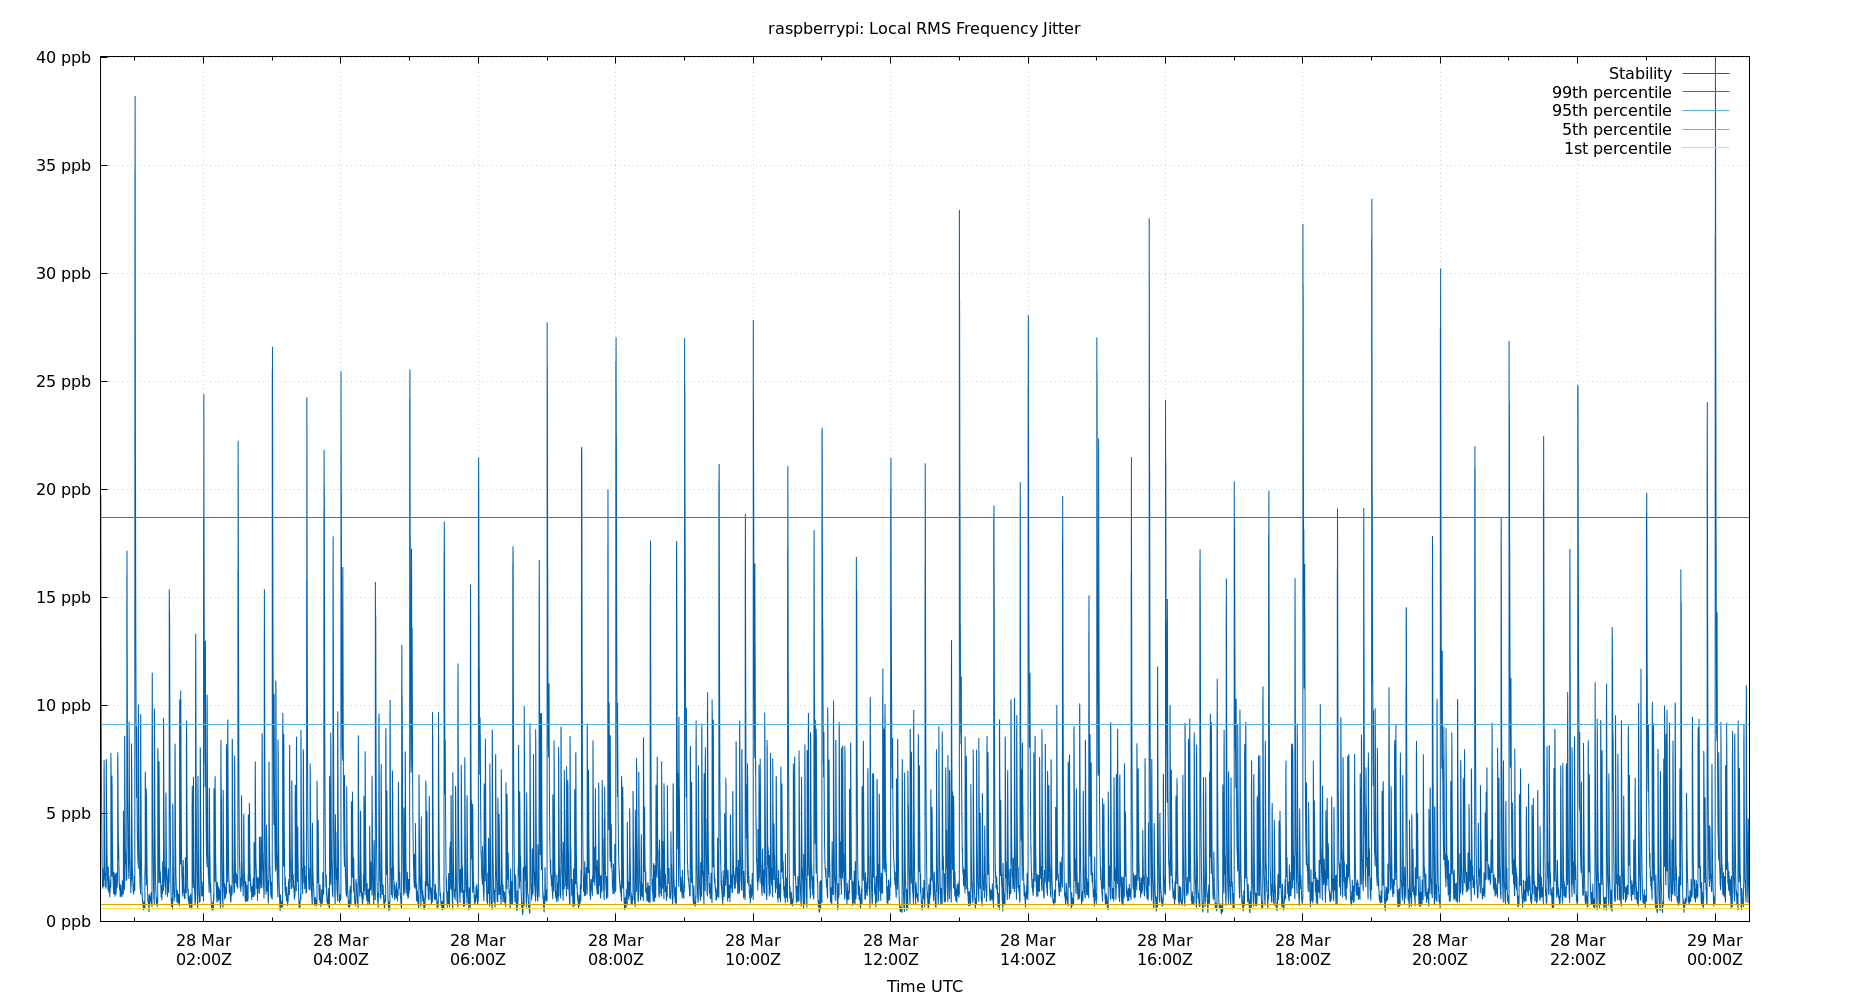 raspberrypi: Local RMS Frequency Jitter
40 ppb
35 ppb
30 ppb
25 ppb
20 ppb
15 ppb
10 ppb
5 ppb
0 ppb
Stability
99th percentile
95th percentile
5th percentile
1st percentile
28 Mar 02:00Z
28 Mar 04:00Z
28 Mar 06:00Z
28 Mar 08:00Z
28 Mar 10:00Z
28 Mar 12:00Z
28 Mar 14:00Z
28 Mar 16:00Z
28 Mar 18:00Z
28 Mar 20:00Z
28 Mar 22:00Z
29 Mar 00:00Z
Time UTC